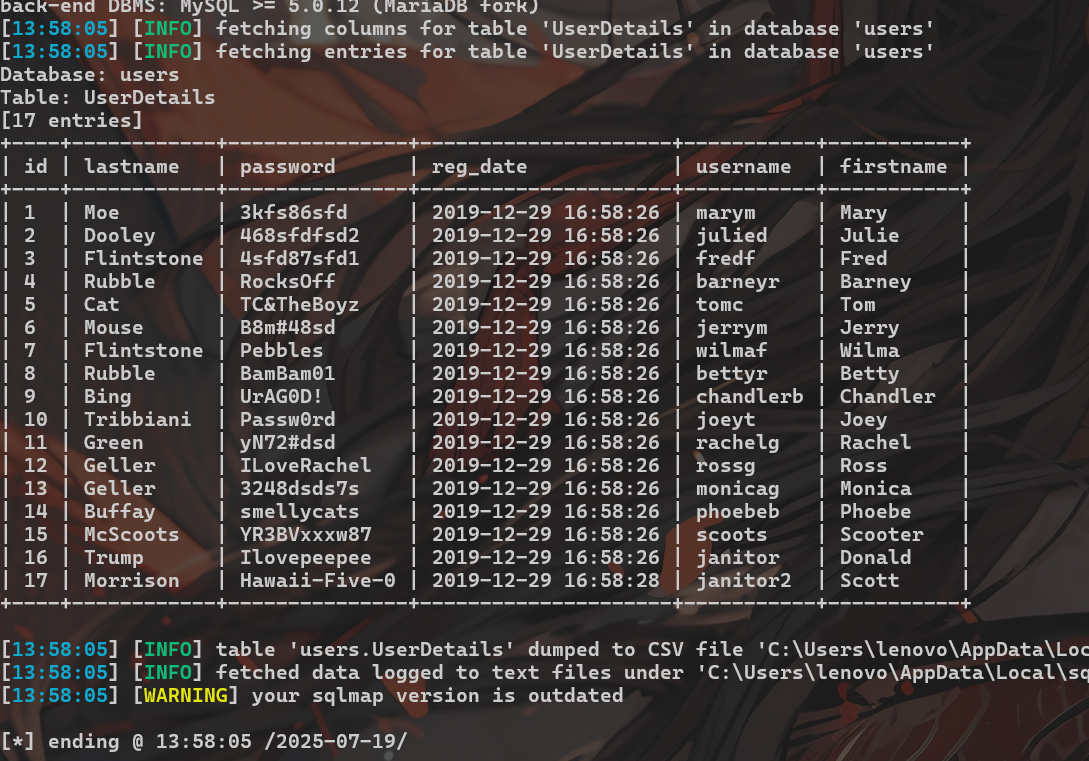 back-end DBMS: MySQL >= 5.0.12 (MariaDB fork)
[13:58:05] [INFO] fetching columns for table 'UserDetails' in database 'users'
[13:58:05] [INFO] fetching entries for table 'UserDetails' in database 'users'
Database: users
Table: UserDetails
[17 entries]
+----+------------+---------------+---------------------+-----------+-----------+
| id | lastname   | password      | reg_date            | username  | firstname |
+----+------------+---------------+---------------------+-----------+-----------+
| 1  | Moe        | 3kfs86sfd     | 2019-12-29 16:58:26 | marym     | Mary      |
| 2  | Dooley     | 468sfdfsd2    | 2019-12-29 16:58:26 | julied    | Julie     |
| 3  | Flintstone | 4sfd87sfd1    | 2019-12-29 16:58:26 | fredf     | Fred      |
| 4  | Rubble     | RocksOff      | 2019-12-29 16:58:26 | barneyr   | Barney    |
| 5  | Cat        | TC&TheBoyz    | 2019-12-29 16:58:26 | tomc      | Tom       |
| 6  | Mouse      | B8m#48sd      | 2019-12-29 16:58:26 | jerrym    | Jerry     |
| 7  | Flintstone | Pebbles       | 2019-12-29 16:58:26 | wilmaf    | Wilma     |
| 8  | Rubble     | BamBam01      | 2019-12-29 16:58:26 | bettyr    | Betty     |
| 9  | Bing       | UrAG0D!       | 2019-12-29 16:58:26 | chandlerb | Chandler  |
| 10 | Tribbiani  | Passw0rd      | 2019-12-29 16:58:26 | joeyt     | Joey      |
| 11 | Green      | yN72#dsd      | 2019-12-29 16:58:26 | rachelg   | Rachel    |
| 12 | Geller     | ILoveRachel   | 2019-12-29 16:58:26 | rossg     | Ross      |
| 13 | Geller     | 3248dsds7s    | 2019-12-29 16:58:26 | monicag   | Monica    |
| 14 | Buffay     | smellycats    | 2019-12-29 16:58:26 | phoebeb   | Phoebe    |
| 15 | McScoots   | YR3BVxxxw87   | 2019-12-29 16:58:26 | scoots    | Scooter   |
| 16 | Trump      | Ilovepeepee   | 2019-12-29 16:58:26 | janitor   | Donald    |
| 17 | Morrison   | Hawaii-Five-0 | 2019-12-29 16:58:28 | janitor2  | Scott     |
+----+------------+---------------+---------------------+-----------+-----------+
[13:58:05] [INFO] table 'users.UserDetails' dumped to CSV file 'C:\Users\lenovo\AppData\Loc
[13:58:05] [INFO] fetched data logged to text files under 'C:\Users\lenovo\AppData\Local\sq
[13:58:05] [WARNING] your sqlmap version is outdated
[*] ending @ 13:58:05 /2025-07-19/